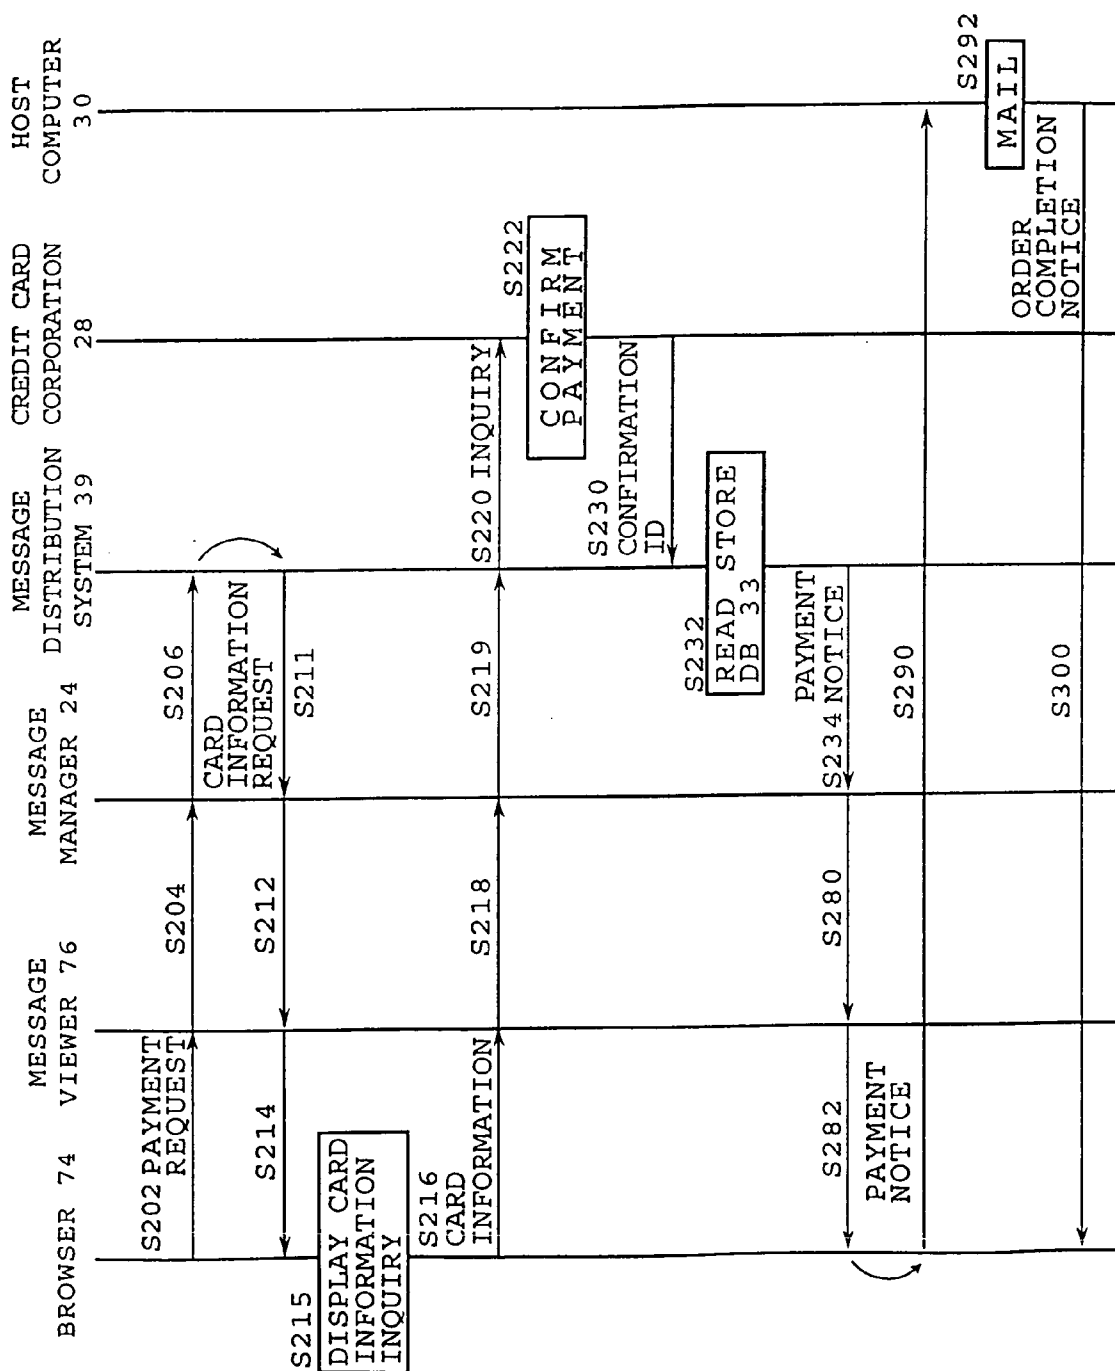 BROWSER 74
MESSAGE
VIEWER 76
MESSAGE
MANAGER 24
MESSAGE
DISTRIBUTION
SYSTEM 39
CREDIT CARD
CORPORATION
28
HOST
COMPUTER
30
S202 PAYMENT
REQUEST
S204
S206
CARD
INFORMATION
REQUEST
S211
S212
S214
S215
DISPLAY CARD
INFORMATION
INQUIRY
S216
CARD
INFORMATION
S218
S219
S220 INQUIRY
S222
CONFIRM
PAYMENT
S230
CONFIRMATION
ID
S232
READ STORE
DB 33
PAYMENT
S234 NOTICE
S280
S282
PAYMENT
NOTICE
S290
S292
MAIL
ORDER
COMPLETION
NOTICE
S300